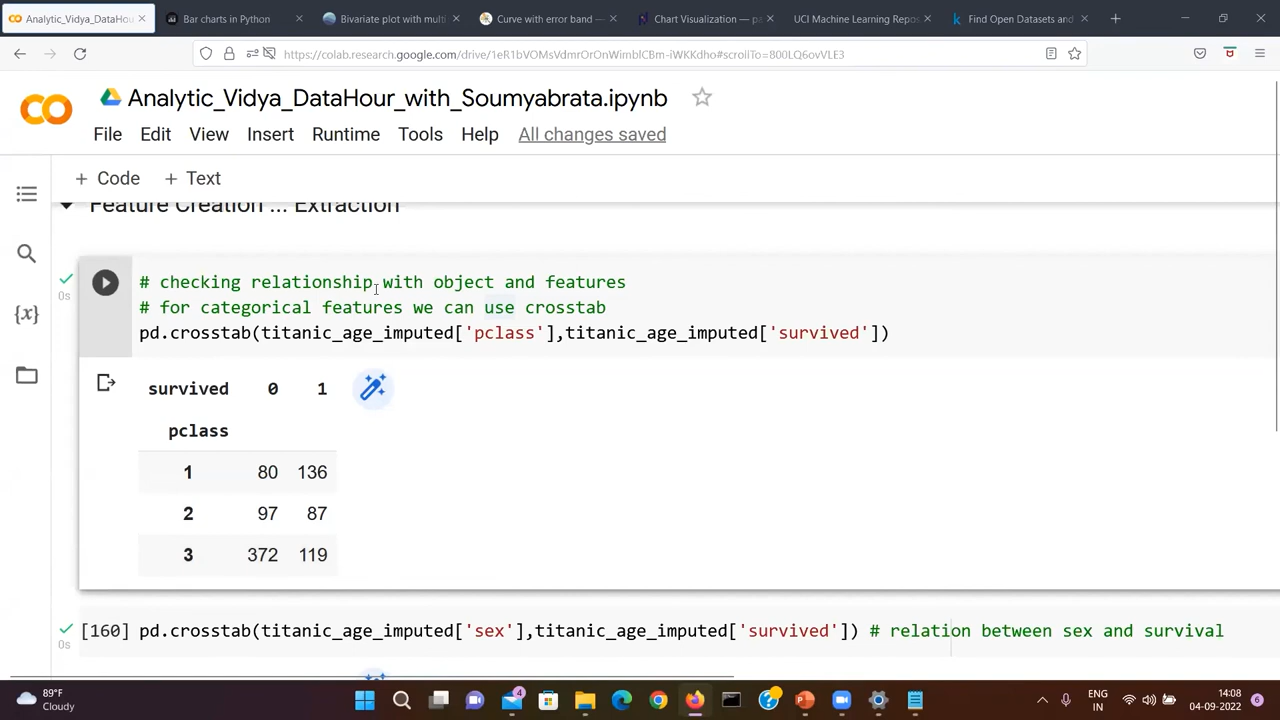 Analytic_Vidya_DataHou
Bar charts in Python
Bivariate plot with multi
Curve with error band —
Chart Visualization — pa
UCI Machine Learning Repos
Find Open Datasets and
https://colab.research.google.com/drive/1eR1bVOMsVdmrOrOnWimblCBm-iWKKdho#scrollTo=800LQ6ovVLE3
Analytic_Vidya_DataHour_with_Soumyabrata.ipynb
File Edit View Insert Runtime Tools Help All changes saved
+ Code + Text
Feature Creation ... Extraction
0s
# checking relationship with object and features
# for categorical features we can use crosstab
pd.crosstab(titanic_age_imputed['pclass'],titanic_age_imputed['survived'])
survived 0 1
pclass
1 80 136
2 97 87
3 372 119
[160] pd.crosstab(titanic_age_imputed['sex'],titanic_age_imputed['survived']) # relation between sex and survival
0s
89°F
Cloudy
4
ENG
IN
14:08
04-09-2022
6